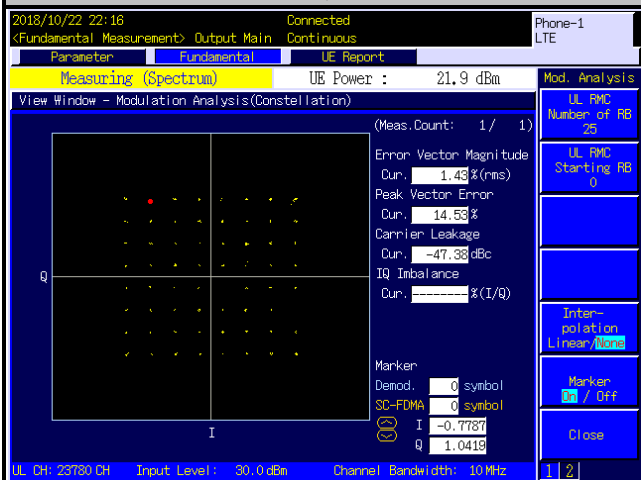 2018/10/22 22:16 Connected
<Fundamental Measurement> Output Main Continuous
Phone-1
LTE
Parameter Fundamental UE Report
Measuring (Spectrum) UE Power : 21.9 dBm
Mod. Analysis
View Window - Modulation Analysis(Constellation)
(Meas.Count: 1/ 1)
Error Vector Magnitude
Cur. 1.43 %(rms)
Peak Vector Error
Cur. 14.53 %
Carrier Leakage
Cur. -47.38 dBc
IQ Imbalance
Cur. -------- %(I/Q)
Q
I
Marker
Demod. 0 symbol
SC-FDMA 0 symbol
I -0.7787
Q 1.0419
UL RMC
Number of RB
25
UL RMC
Starting RB
0
Inter-
polation
Linear/None
Marker
On / Off
Close
1 2
UL CH: 23780 CH Input Level: 30.0 dBm Channel Bandwidth: 10 MHz